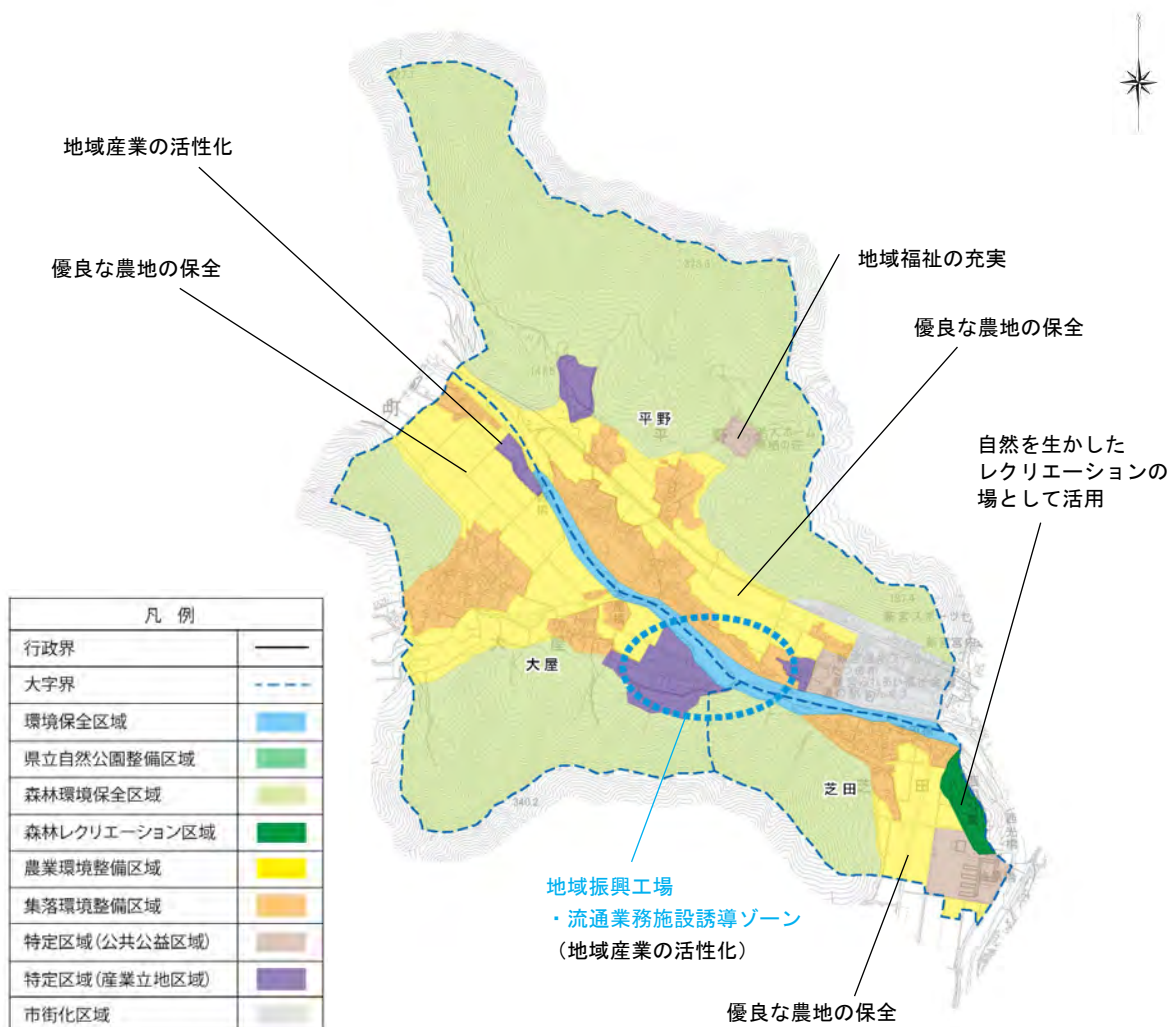 地域産業の活性化
優良な農地の保全
地域福祉の充実
優良な農地の保全
自然を生かした
レクリエーションの
場として活用
平野
大屋
芝田
町
340.2
地域振興工場
・流通業務施設誘導ゾーン
（地域産業の活性化）
優良な農地の保全
凡 例
行政界
大字界
環境保全区域
県立自然公園整備区域
森林環境保全区域
森林レクリエーション区域
農業環境整備区域
集落環境整備区域
特定区域(公共公益区域)
特定区域(産業立地区域)
市街化区域